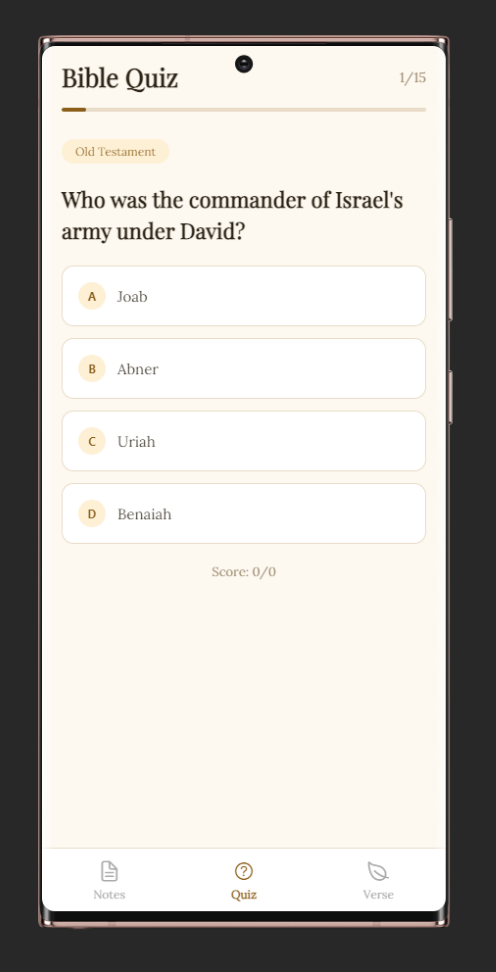 Bible Quiz
1/15
Old Testament
Who was the commander of Israel's
army under David?
A Joab
B Abner
C Uriah
D Benaiah
Score: 0/0
Notes
Quiz
Verse